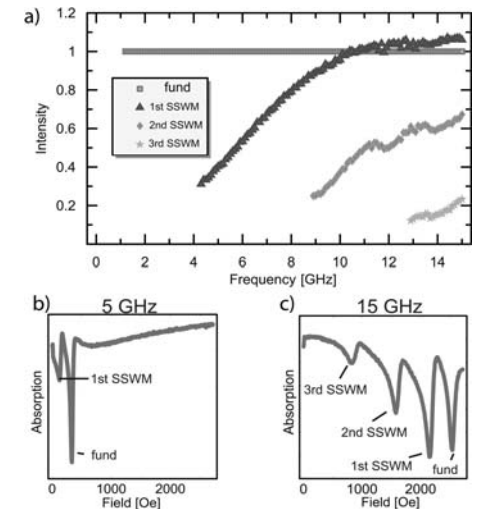 a)
Intensity
1.2
1
0.8
0.6
0.4
0.2
fund
1st SSWM
2nd SSWM
3rd SSWM
0 2 4 6 8 10 12 14
Frequency [GHz]
b) 5 GHz
Absorption
1st SSWM
fund
0 1000 2000
Field [Oe]
c) 15 GHz
Absorption
3rd SSWM
2nd SSWM
1st SSWM
fund
0 1000 2000
Field [Oe]